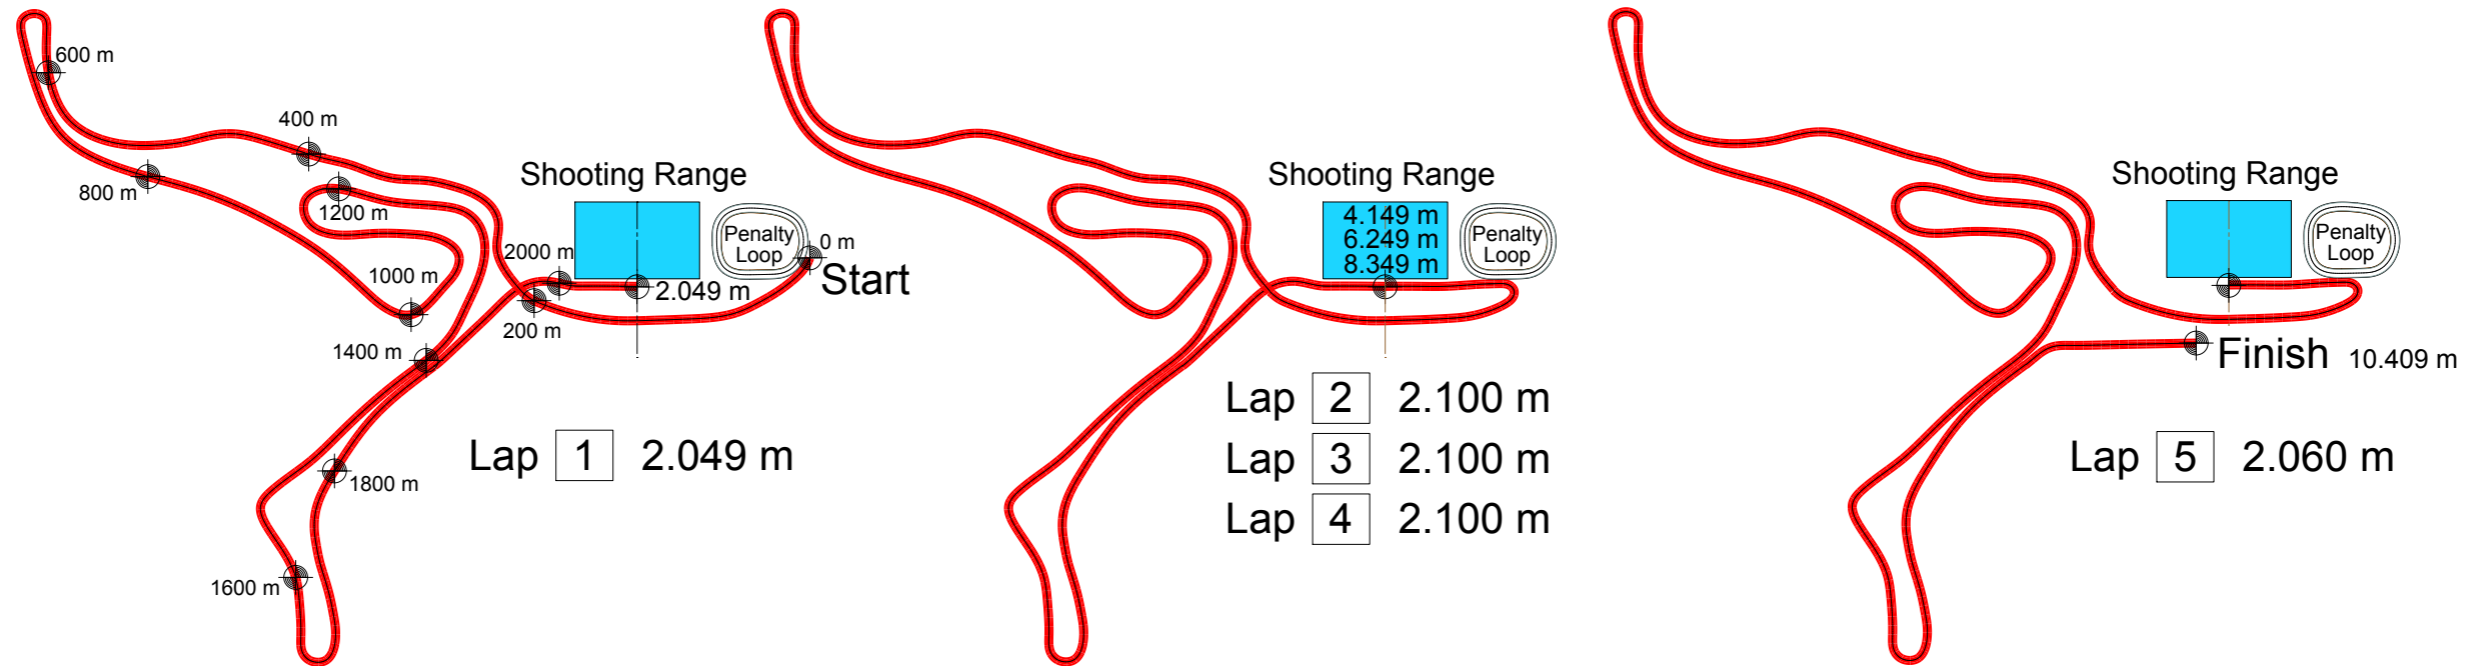 600 m
400 m
800 m
1200 m
1000 m
2000 m
200 m
1400 m
1800 m
1600 m
Shooting Range
Penalty
Loop
0 m
Start
2.049 m
Lap 1 2.049 m
Shooting Range
4.149 m
6.249 m
8.349 m
Penalty
Loop
Lap 2 2.100 m
Lap 3 2.100 m
Lap 4 2.100 m
Shooting Range
Penalty
Loop
Finish 10.409 m
Lap 5 2.060 m